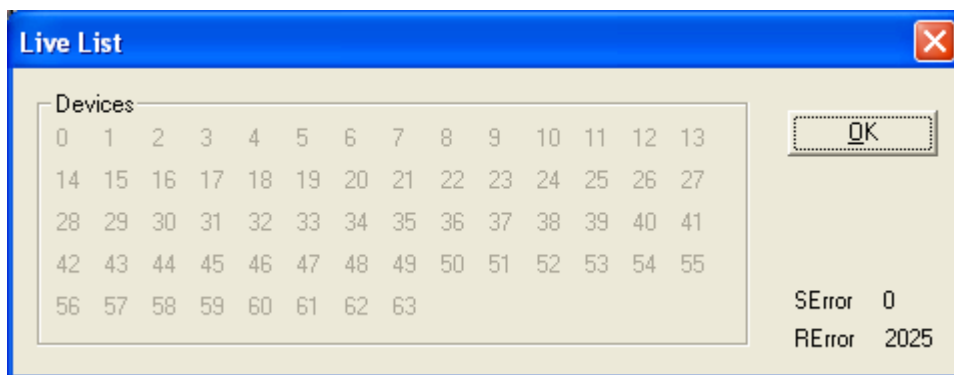 Live List
Devices
0 1 2 3 4 5 6 7 8 9 10 11 12 13
OK
14 15 16 17 18 19 20 21 22 23 24 25 26 27
28 29 30 31 32 33 34 35 36 37 38 39 40 41
42 43 44 45 46 47 48 49 50 51 52 53 54 55
56 57 58 59 60 61 62 63
SError 0
RError 2025